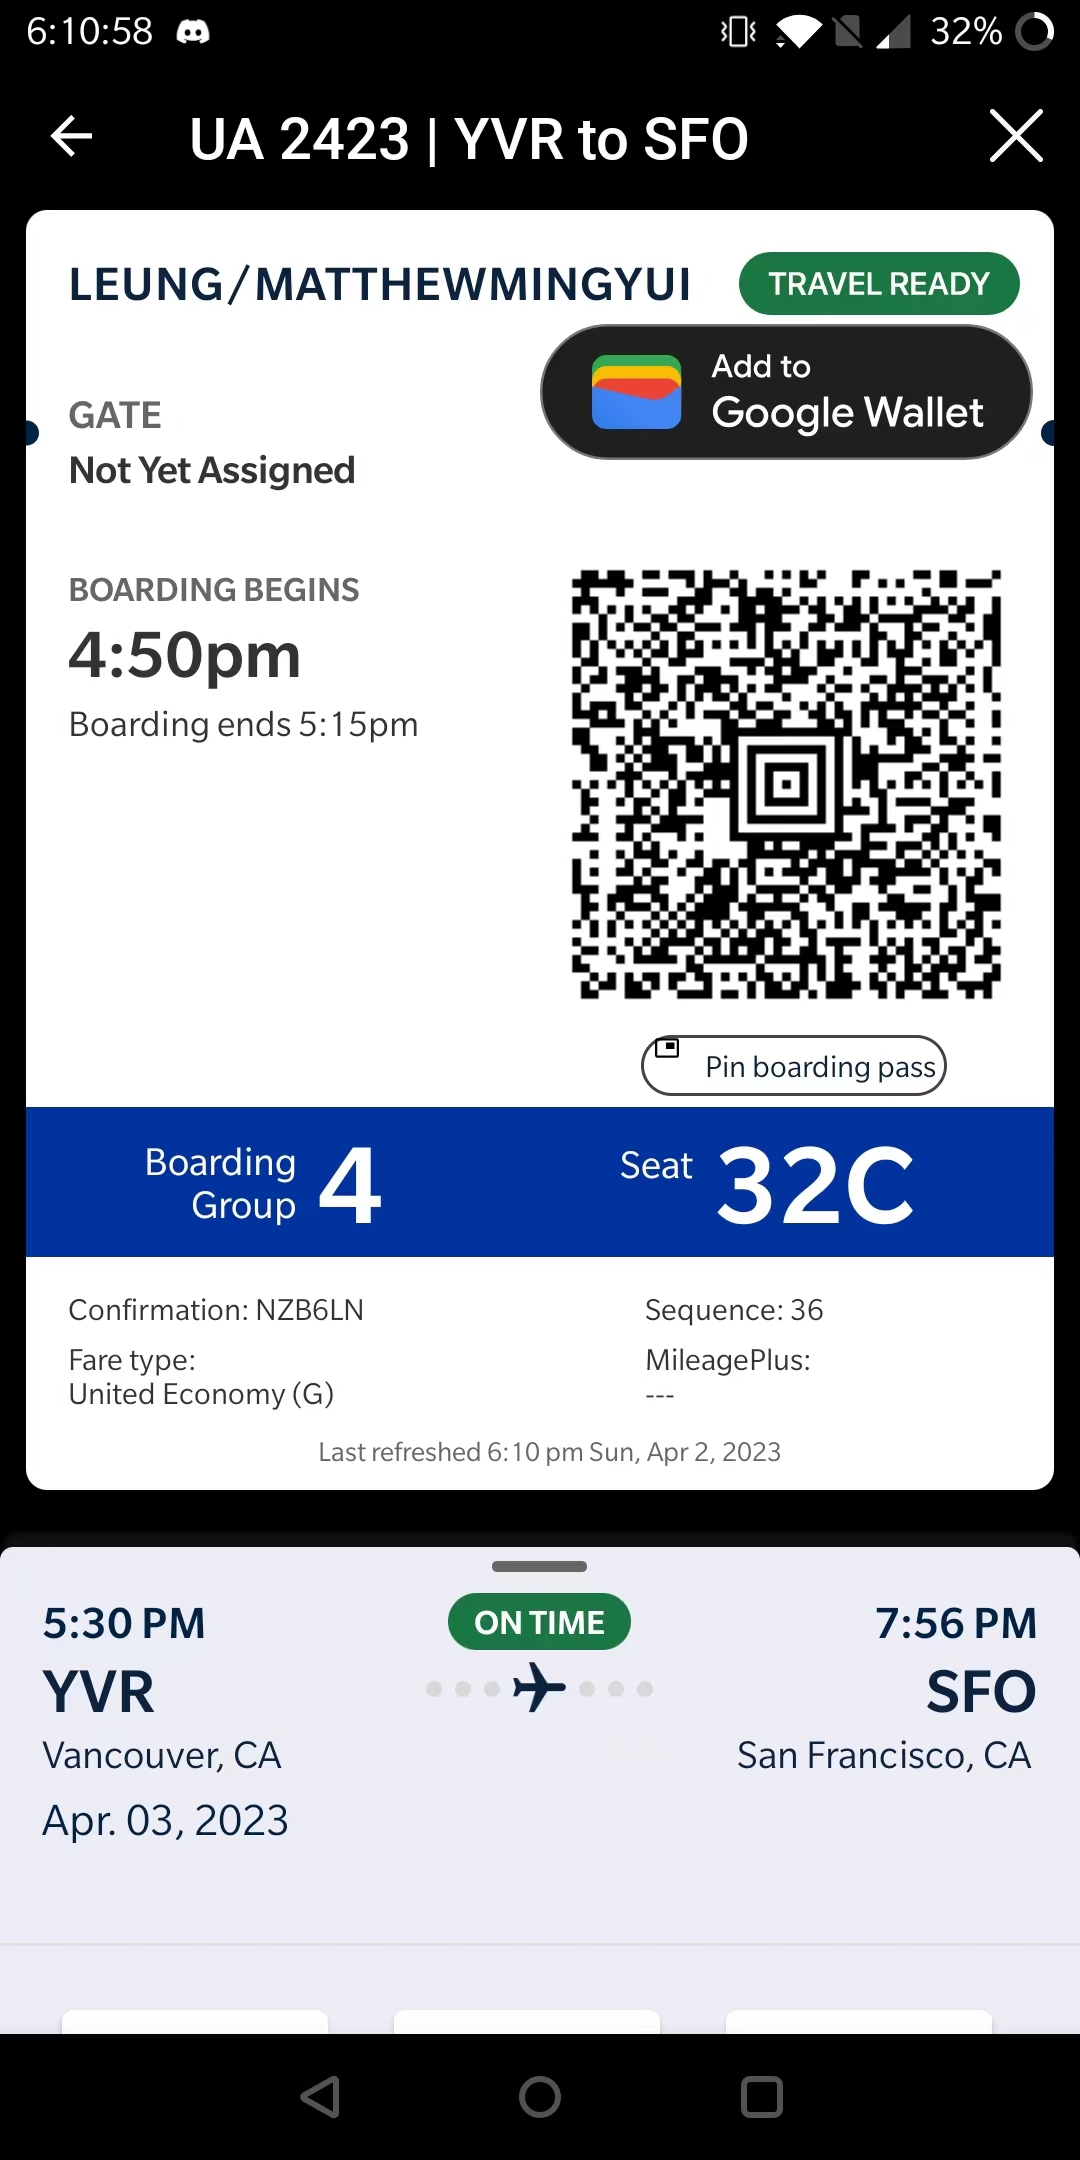 6:10:58
32%
UA 2423 | YVR to SFO
LEUNG/MATTHEWMINGYUI
TRAVEL READY
Add to
Google Wallet
GATE
Not Yet Assigned
BOARDING BEGINS
4:50pm
Boarding ends 5:15pm
Pin boarding pass
Boarding
Group 4
Seat 32C
Confirmation: NZB6LN
Sequence: 36
Fare type:
United Economy (G)
MileagePlus:
---
Last refreshed 6:10 pm Sun, Apr 2, 2023
5:30 PM
ON TIME
7:56 PM
YVR
SFO
Vancouver, CA
San Francisco, CA
Apr. 03, 2023